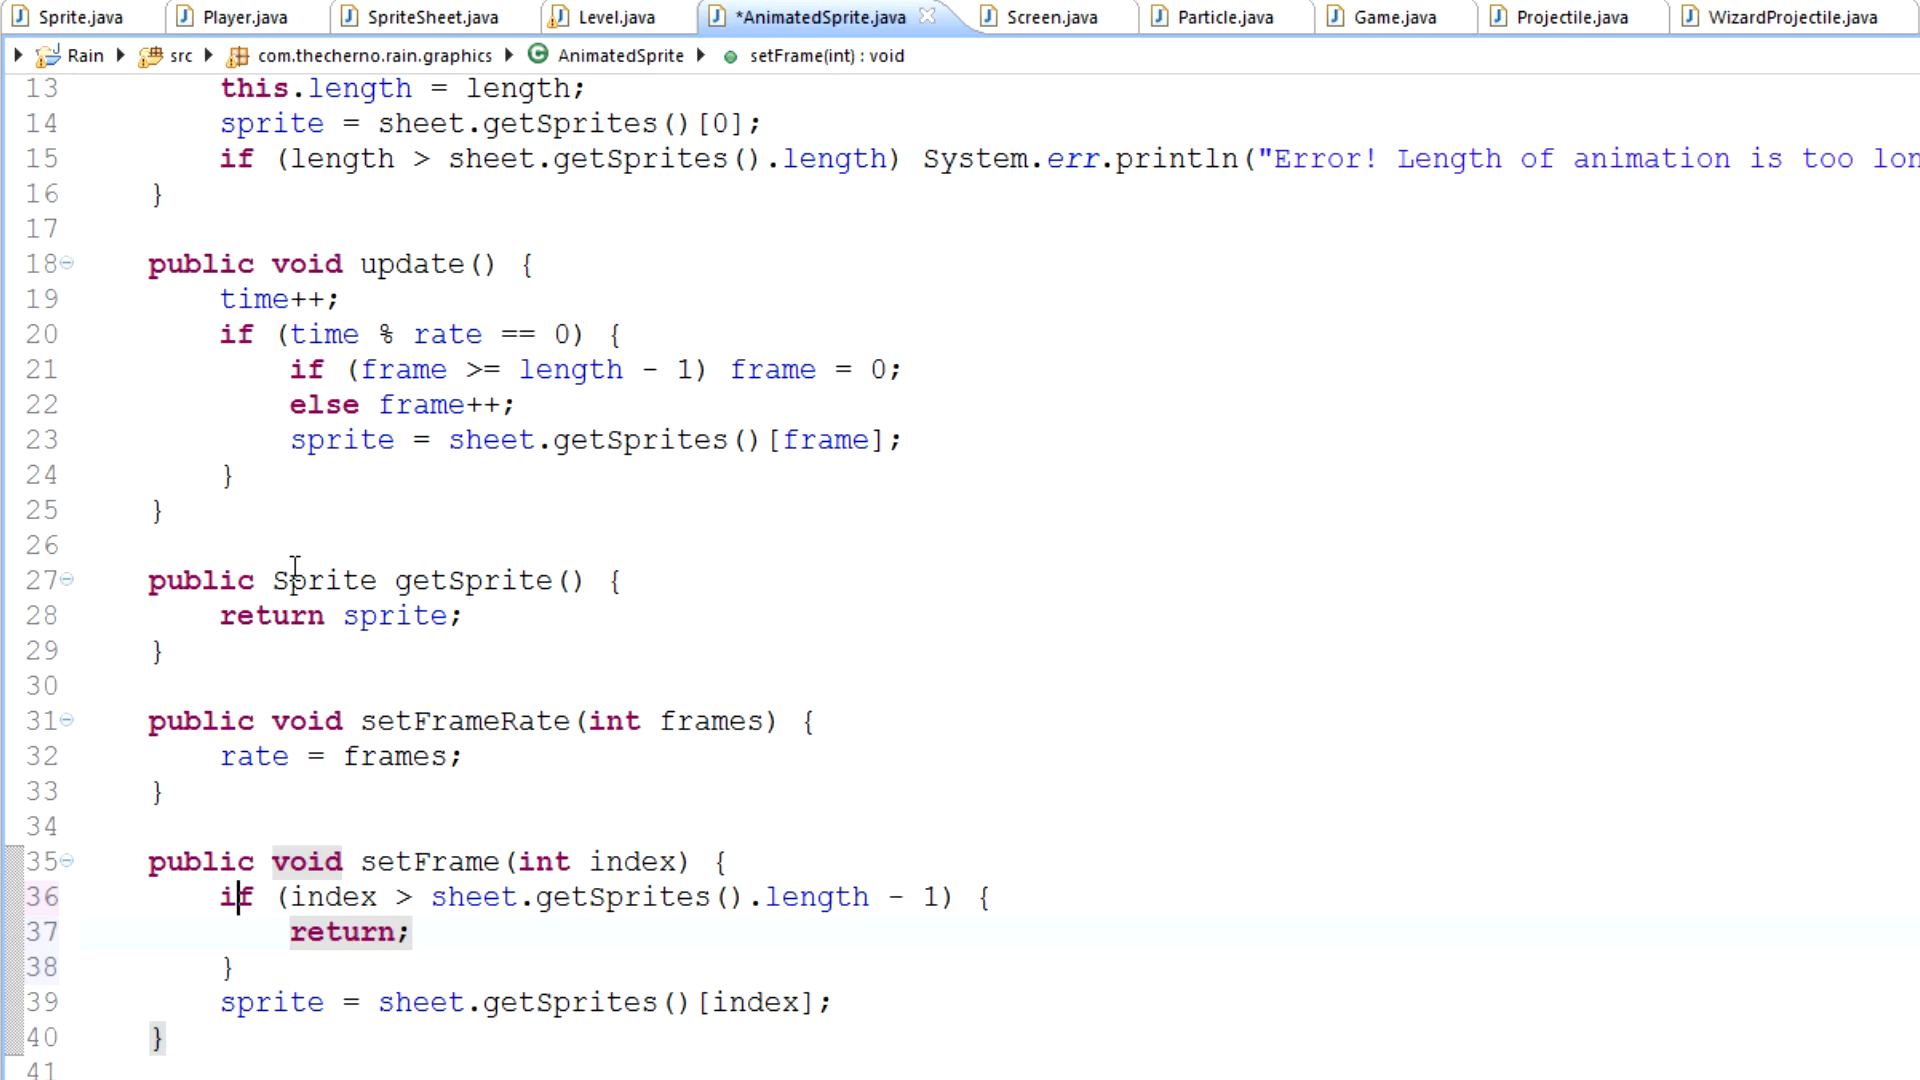 Sprite.java Player.java SpriteSheet.java Level.java *AnimatedSprite.java Screen.java Particle.java Game.java Projectile.java WizardProjectile.java
Rain src com.thecherno.rain.graphics AnimatedSprite setFrame(int) : void
13 this.length = length;
14 sprite = sheet.getSprites()[0];
15 if (length > sheet.getSprites().length) System.err.println("Error! Length of animation is too lon
16 }
17
18 public void update() {
19 time++;
20 if (time % rate == 0) {
21 if (frame >= length - 1) frame = 0;
22 else frame++;
23 sprite = sheet.getSprites()[frame];
24 }
25 }
26
27 public Sprite getSprite() {
28 return sprite;
29 }
30
31 public void setFrameRate(int frames) {
32 rate = frames;
33 }
34
35 public void setFrame(int index) {
36 if (index > sheet.getSprites().length - 1) {
37 return;
38 }
39 sprite = sheet.getSprites()[index];
40 }
41